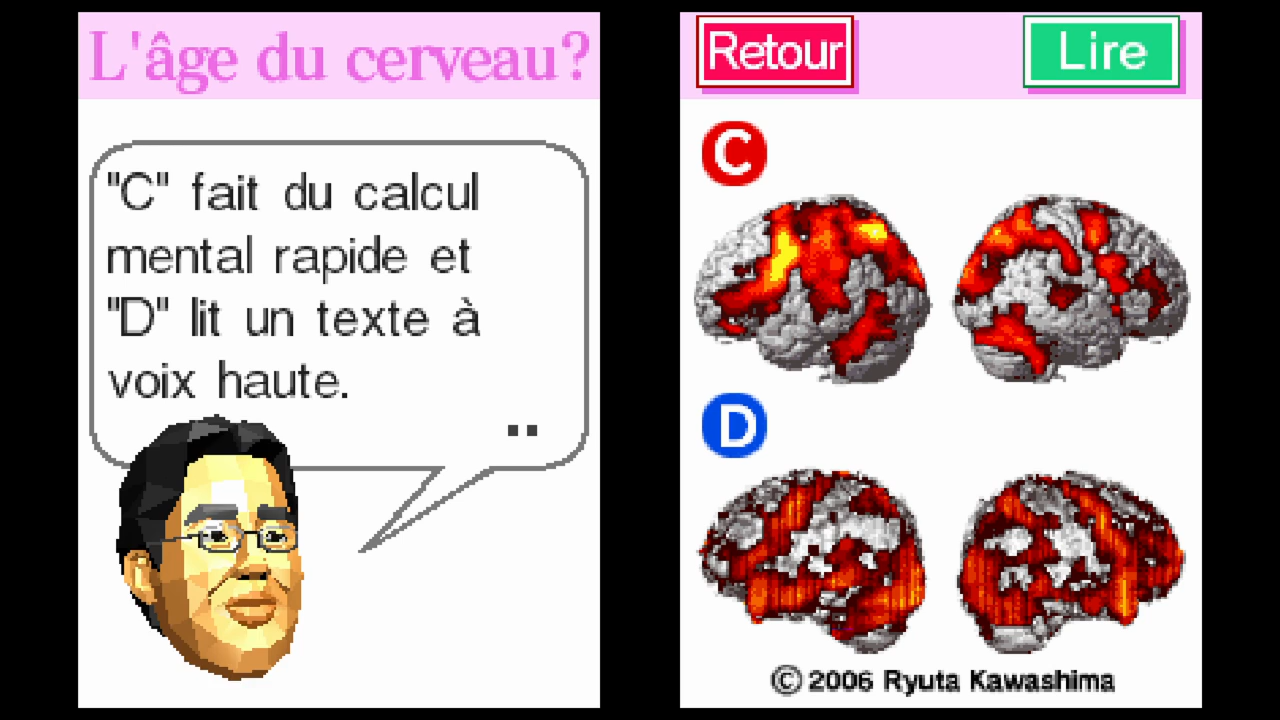 L'âge du cerveau?
"C" fait du calcul
mental rapide et
"D" lit un texte à
voix haute.
Retour
Lire
C
D
© 2006 Ryuta Kawashima